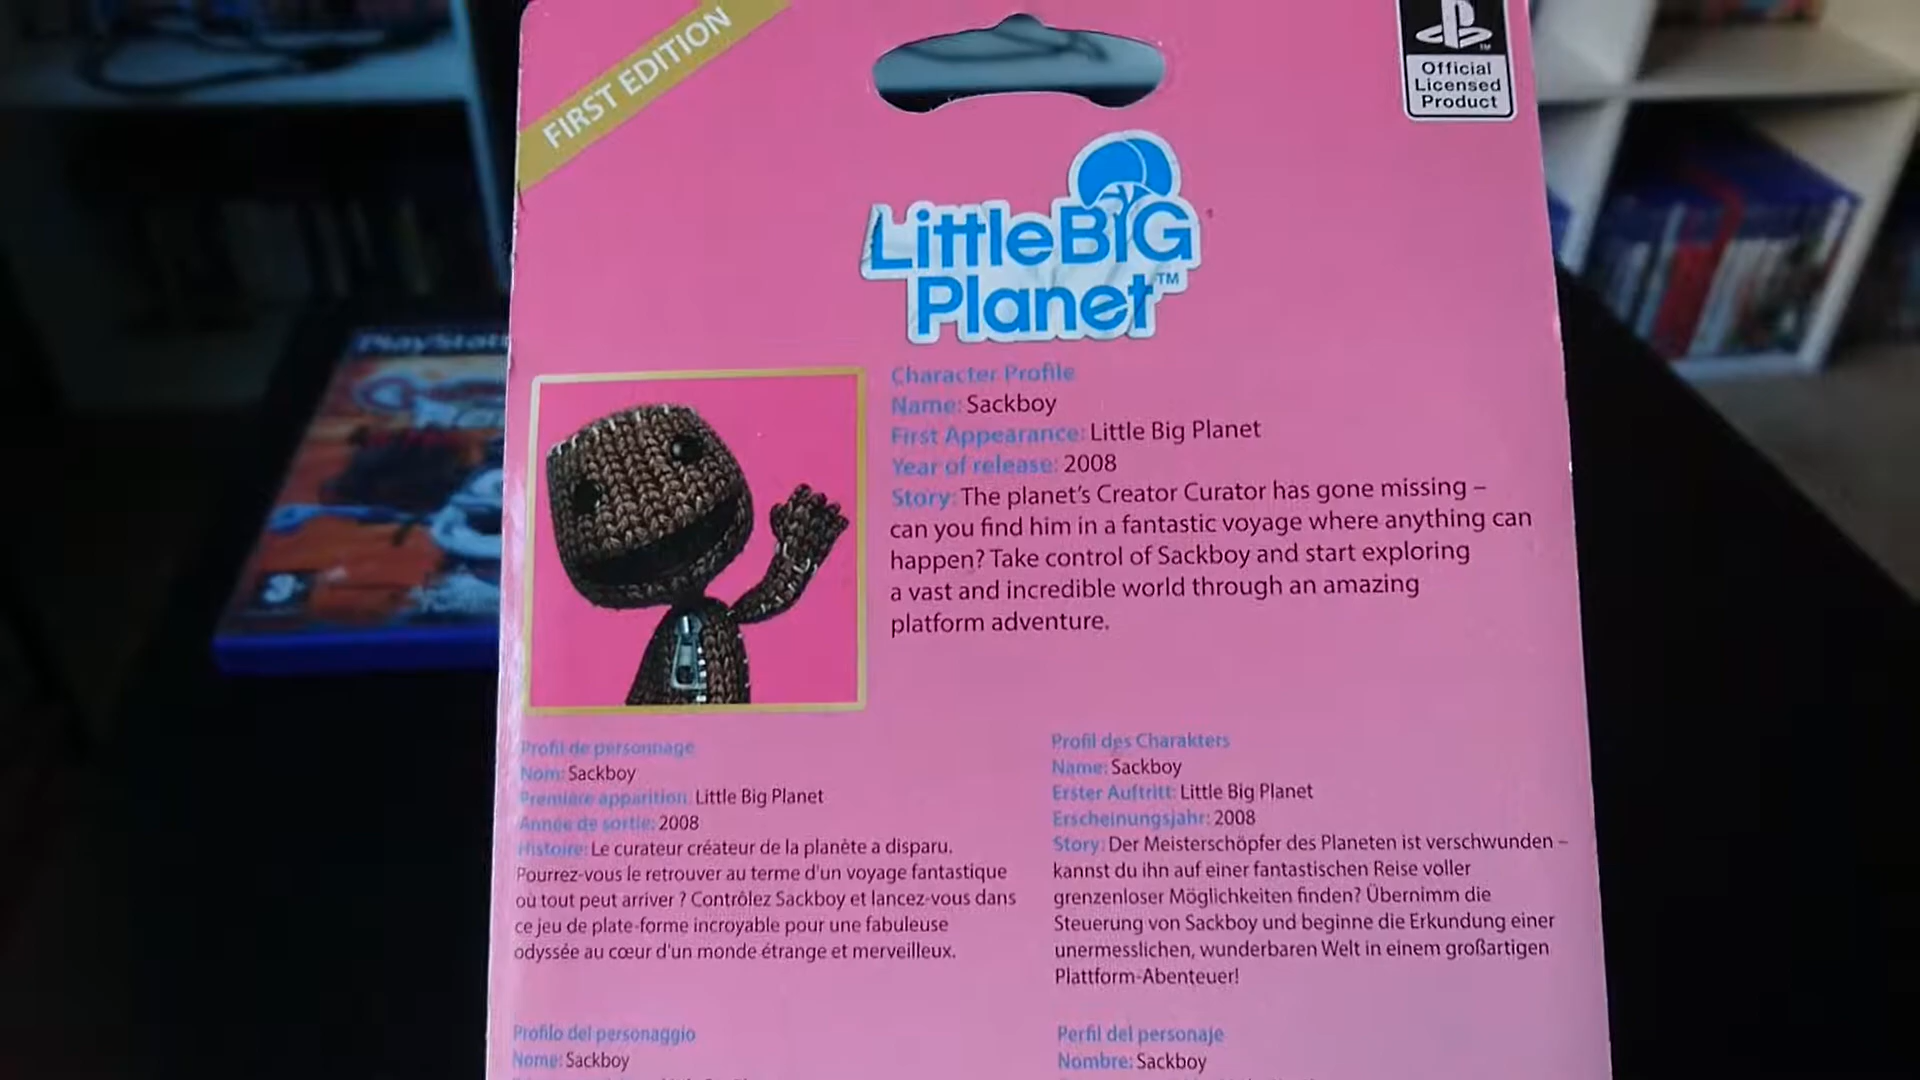 FIRST EDITION
Official
Licensed
Product
LittleBIG
Planet™
Character Profile
Name: Sackboy
First Appearance: Little Big Planet
Year of release: 2008
Story: The planet's Creator Curator has gone missing –
can you find him in a fantastic voyage where anything can
happen? Take control of Sackboy and start exploring
a vast and incredible world through an amazing
platform adventure.
Profil de personnage
Nom: Sackboy
Première apparition: Little Big Planet
Année de sortie: 2008
Histoire: Le curateur créateur de la planète a disparu.
Pourrez-vous le retrouver au terme d'un voyage fantastique
où tout peut arriver ? Contrôlez Sackboy et lancez-vous dans
ce jeu de plate-forme incroyable pour une fabuleuse
odyssée au cœur d'un monde étrange et merveilleux.
Profil des Charakters
Name: Sackboy
Erster Auftritt: Little Big Planet
Erscheinungsjahr: 2008
Story: Der Meisterschöpfer des Planeten ist verschwunden –
kannst du ihn auf einer fantastischen Reise voller
grenzenloser Möglichkeiten finden? Übernimm die
Steuerung von Sackboy und beginne die Erkundung einer
unermesslichen, wunderbaren Welt in einem großartigen
Plattform-Abenteuer!
Profilo del personaggio
Nome: Sackboy
Perfil del personaje
Nombre: Sackboy